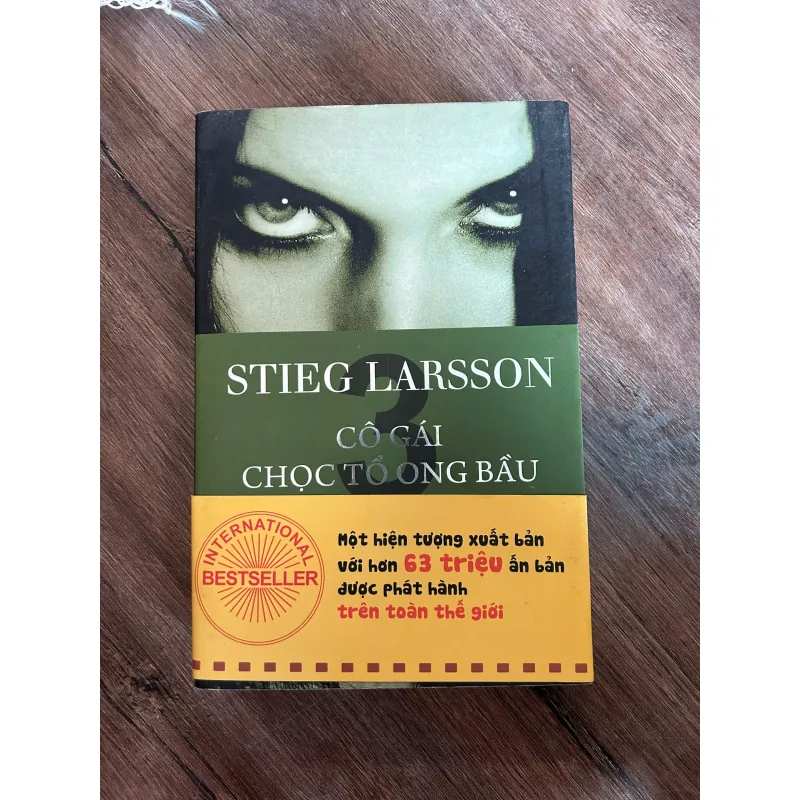 3
STIEG LARSSON
CÔ GÁI
CHỌC TỔ ONG BẦU
INTERNATIONAL
BESTSELLER
Một hiện tượng xuất bản
với hơn 63 triệu ấn bản
được phát hành
trên toàn thế giới